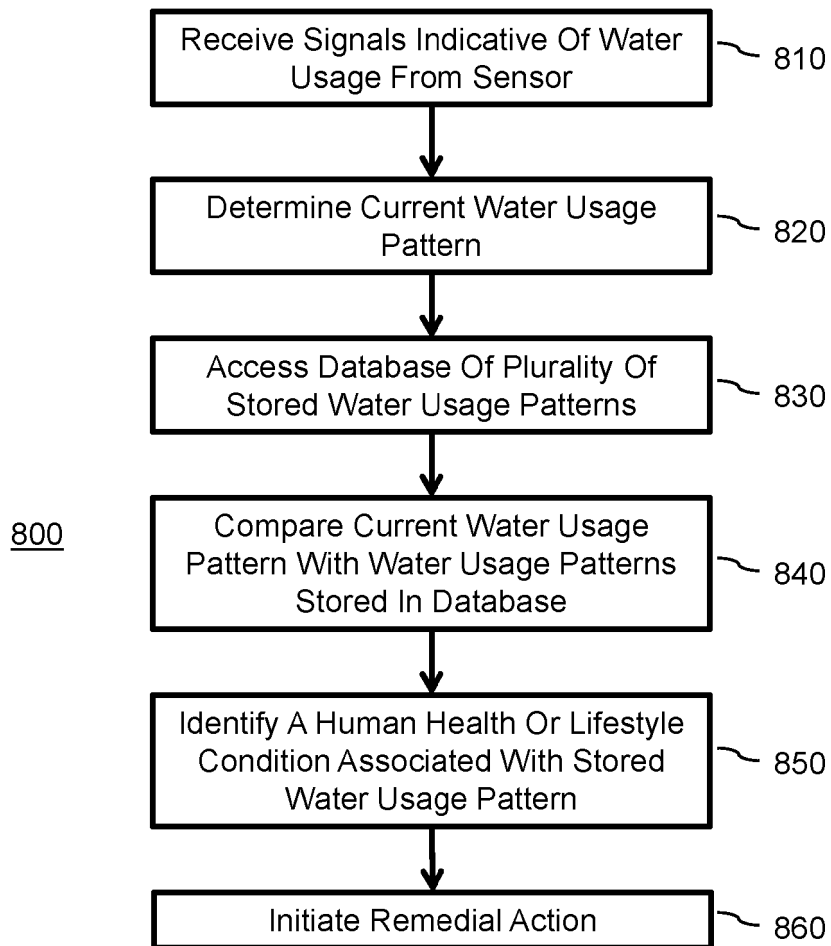 Receive Signals Indicative Of Water
Usage From Sensor
810
Determine Current Water Usage
Pattern
820
Access Database Of Plurality Of
Stored Water Usage Patterns
830
800
Compare Current Water Usage
Pattern With Water Usage Patterns
Stored In Database
840
Identify A Human Health Or Lifestyle
Condition Associated With Stored
Water Usage Pattern
850
Initiate Remedial Action
860